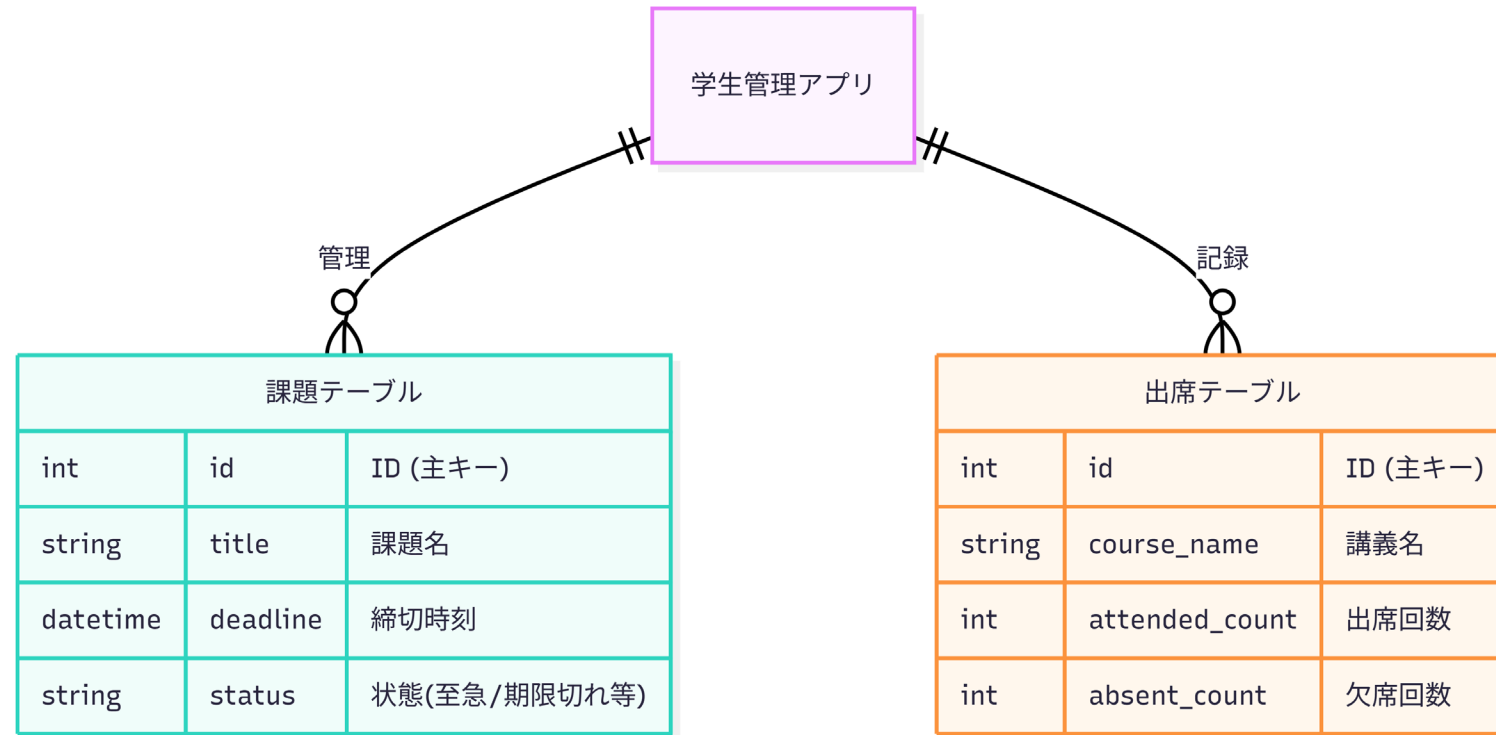 学生管理アプリ
管理
記録
課題テーブル
int id ID (主キー)
string title 課題名
datetime deadline 締切時刻
string status 状態(至急/期限切れ等)
出席テーブル
int id ID (主キー)
string course_name 講義名
int attended_count 出席回数
int absent_count 欠席回数